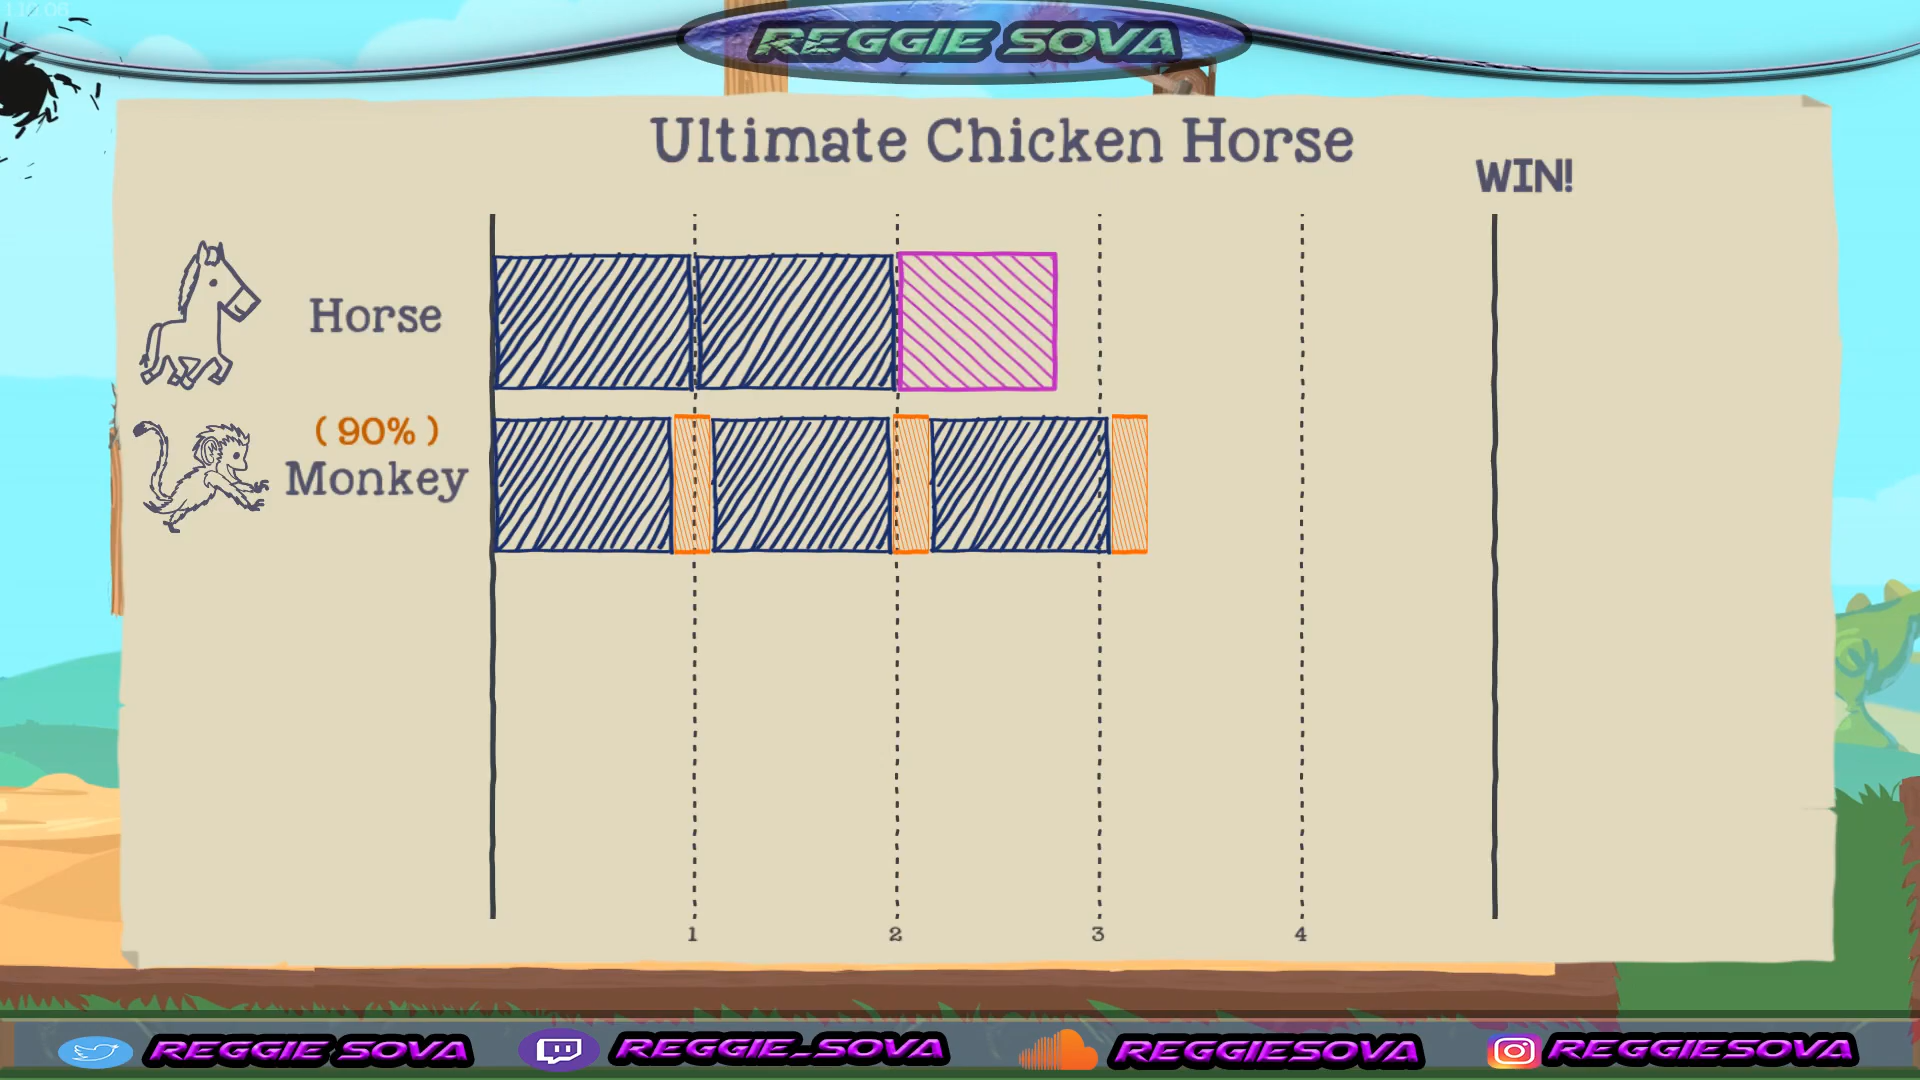 REGGIE SOVA
Ultimate Chicken Horse
WIN!
Horse
( 90% )
Monkey
1 2 3 4
REGGIE SOVA REGGIE_SOVA REGGIESOVA REGGIESOVA